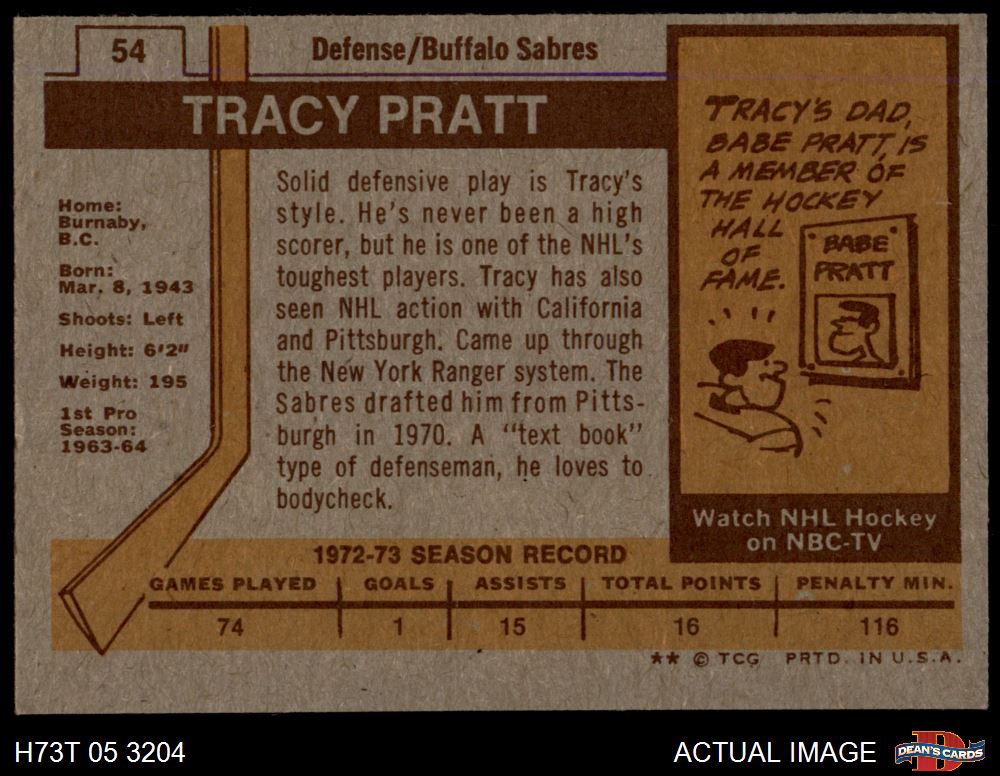 54
Defense/Buffalo Sabres
TRACY PRATT
Home:
Burnaby,
B.C.
Born:
Mar. 8, 1943
Shoots: Left
Height: 6'2"
Weight: 195
1st Pro
Season:
1963-64
Solid defensive play is Tracy's
style. He's never been a high
scorer, but he is one of the NHL's
toughest players. Tracy has also
seen NHL action with California
and Pittsburgh. Came up through
the New York Ranger system. The
Sabres drafted him from Pitts-
burgh in 1970. A "text book"
type of defenseman, he loves to
bodycheck.
TRACY'S DAD,
BABE PRATT, IS
A MEMBER OF
THE HOCKEY
HALL
OF
FAME.
BABE
PRATT
Watch NHL Hockey
on NBC-TV
1972-73 SEASON RECORD
GAMES PLAYED GOALS ASSISTS TOTAL POINTS PENALTY MIN.
74 1 15 16 116
** © TCG PRTD. IN U.S.A.
H73T 05 3204
ACTUAL IMAGE
DEAN'S CARDS